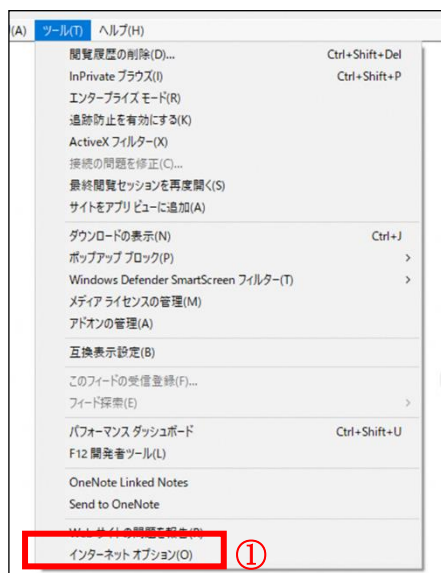 (A) ツール(T) ヘルプ(H)
閲覧履歴の削除(D)... Ctrl+Shift+Del
InPrivate ブラウズ(I) Ctrl+Shift+P
エンタープライズ モード(R)
追跡防止を有効にする(K)
ActiveX フィルター(X)
接続の問題を修正(C)...
最終閲覧セッションを再度開く(S)
サイトをアプリ ビューに追加(A)
ダウンロードの表示(N) Ctrl+J
ポップアップ ブロック(P)
Windows Defender SmartScreen フィルター(T)
メディア ライセンスの管理(M)
アドオンの管理(A)
互換表示設定(B)
このフィードの受信登録(F)...
フィード探索(E)
パフォーマンス ダッシュボード Ctrl+Shift+U
F12 開発者ツール(L)
OneNote Linked Notes
Send to OneNote
Web サイトの問題を報告(R)
インターネット オプション(O) ①